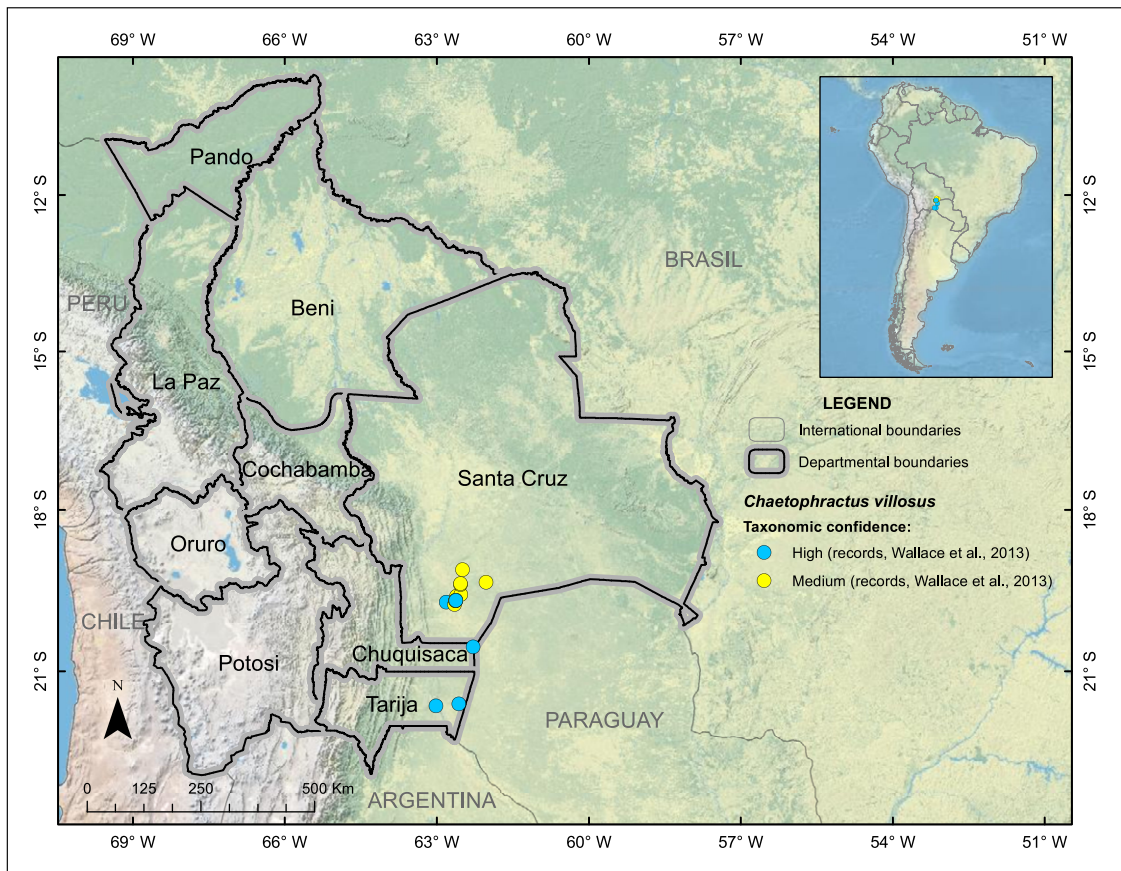 69° W 66° W 63° W 60° W 57° W 54° W 51° W
12° S
15° S
18° S
21° S
12° S
15° S
18° S
21° S
Pando
BRASIL
PERU
Beni
La Paz
LEGEND
International boundaries
Departmental boundaries
Cochabamba
Santa Cruz
Chaetophractus villosus
Taxonomic confidence:
High (records, Wallace et al., 2013)
Medium (records, Wallace et al., 2013)
Oruro
CHILE
Potosi
Chuquisaca
Tarija
PARAGUAY
N
0 125 250 500 Km
ARGENTINA
69° W 66° W 63° W 60° W 57° W 54° W 51° W